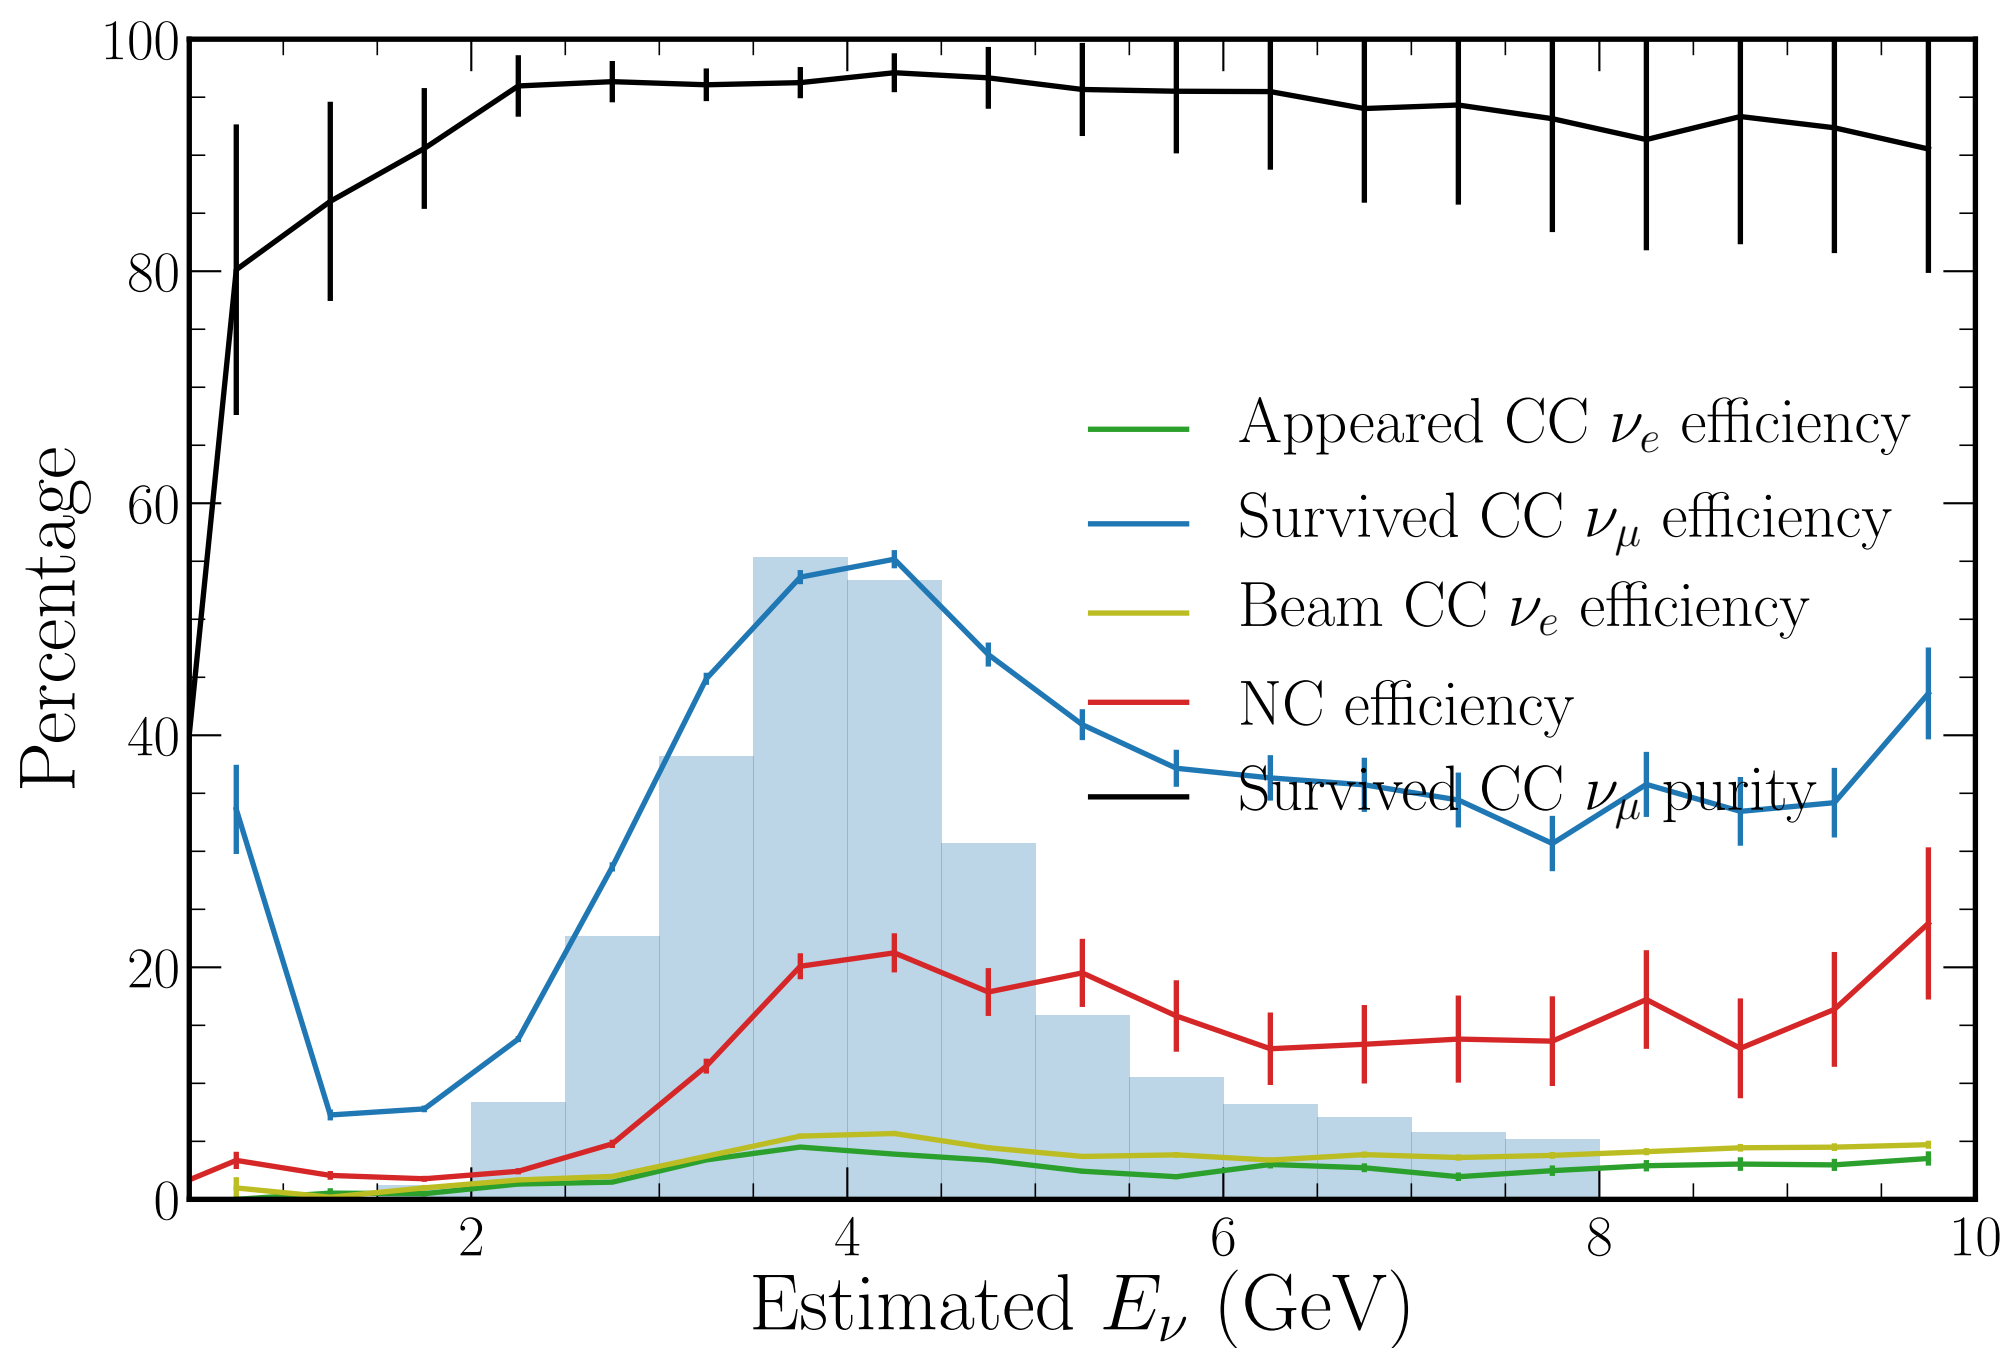 100
80
60
40
20
0
Percentage
Appeared CC νe efficiency
Survived CC νμ efficiency
Beam CC νe efficiency
NC efficiency
Survived CC νμ purity
2 4 6 8 10
Estimated Eν (GeV)